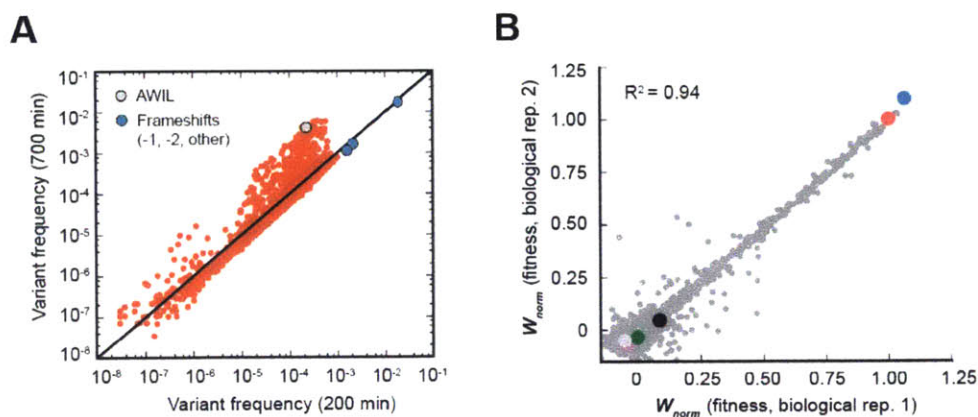 A
AWIL
Frameshifts
(-1, -2, other)
Variant frequency (700 min)
10⁻¹
10⁻²
10⁻³
10⁻⁴
10⁻⁵
10⁻⁶
10⁻⁷
10⁻⁸
10⁻⁸ 10⁻⁷ 10⁻⁶ 10⁻⁵ 10⁻⁴ 10⁻³ 10⁻² 10⁻¹
Variant frequency (200 min)
B
R² = 0.94
W_norm (fitness, biological rep. 2)
1.25
1.00
0.75
0.50
0.25
0
0 0.25 0.50 0.75 1.00 1.25
W_norm (fitness, biological rep. 1)